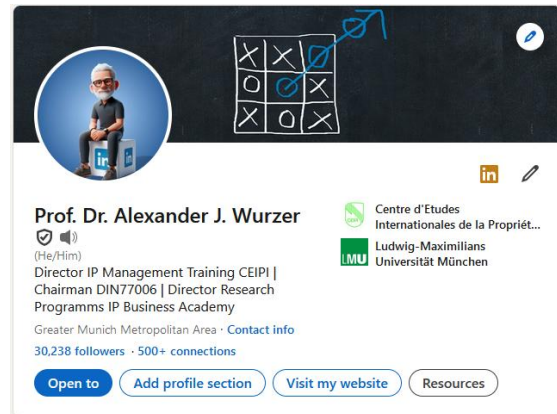 X X O
O O X
X O X
in
in
Prof. Dr. Alexander J. Wurzer
(He/Him)
Director IP Management Training CEIPI |
Chairman DIN77006 | Director Research
Programms IP Business Academy
Greater Munich Metropolitan Area · Contact info
30,238 followers · 500+ connections
Open to
Add profile section
Visit my website
Resources
Centre d'Etudes
Internationales de la Propriét...
LMU
Ludwig-Maximilians
Universität München